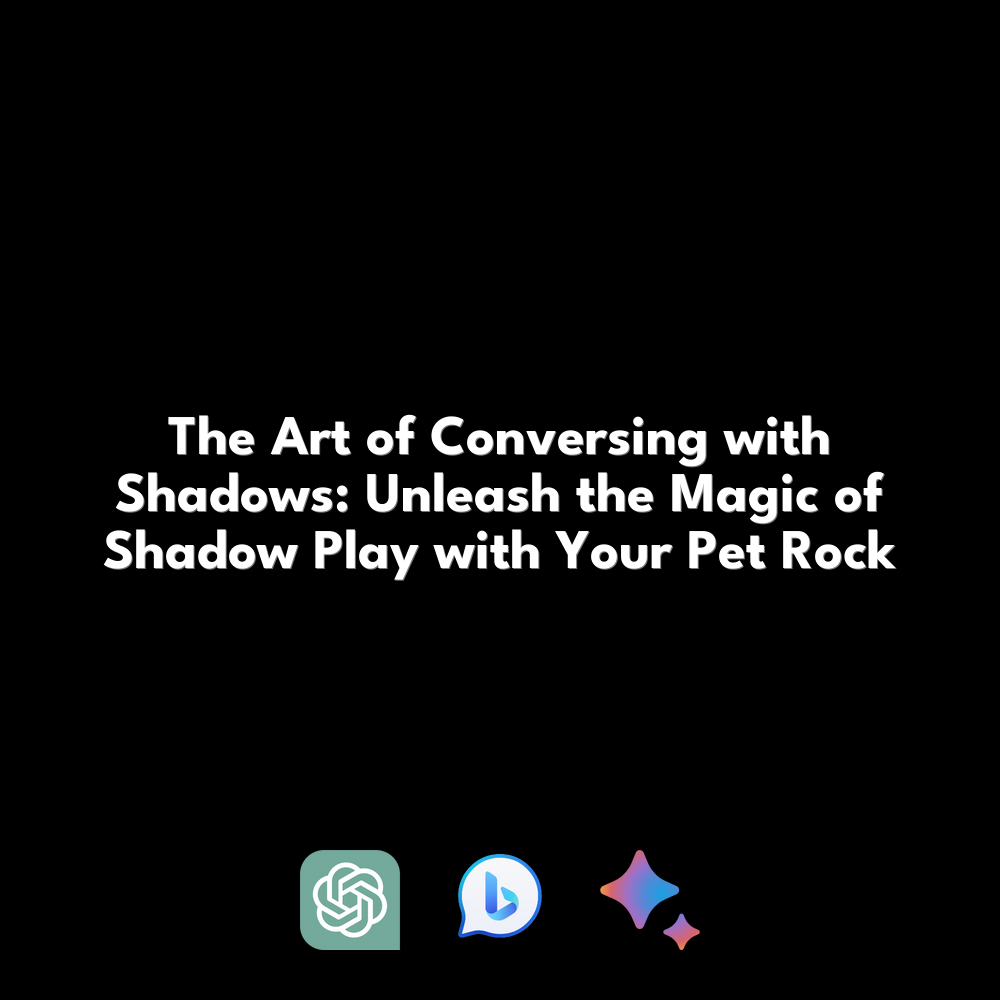 The Art of Conversing with
Shadows: Unleash the Magic of
Shadow Play with Your Pet Rock